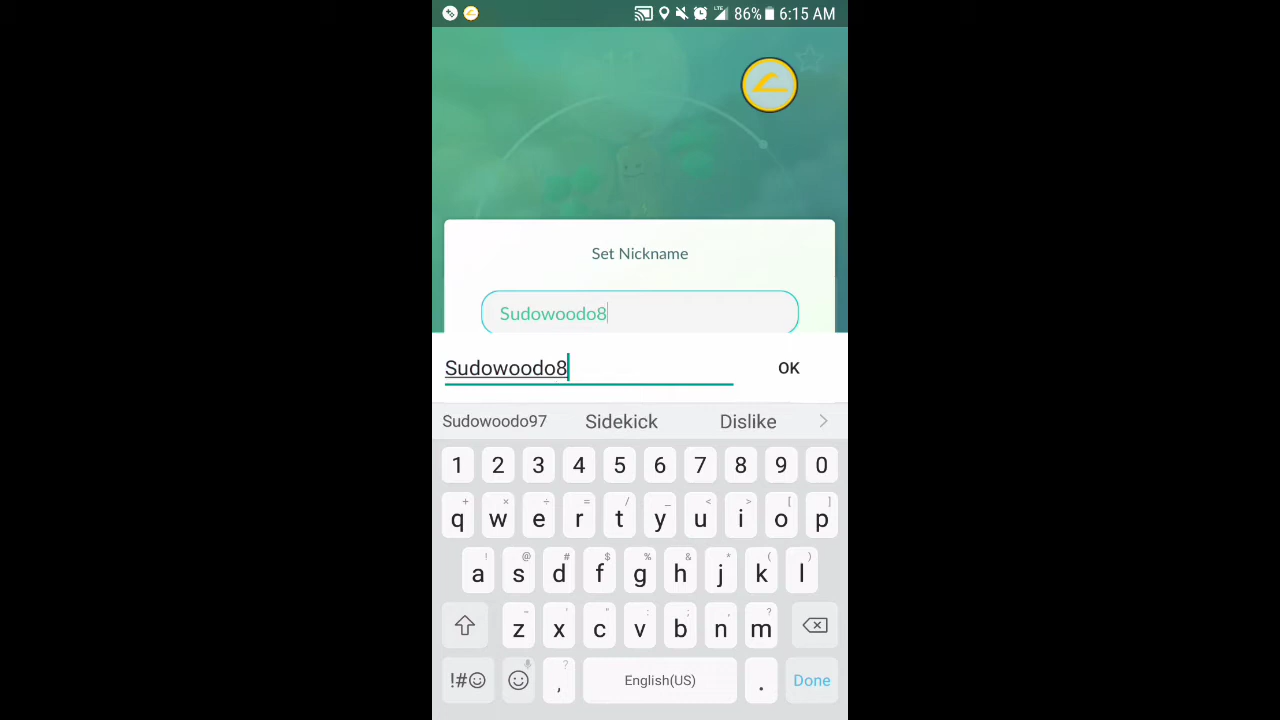 LTE 86% 6:15 AM
Set Nickname
Sudowoodo8
Sudowoodo8 OK
Sudowoodo97 Sidekick Dislike >
1 2 3 4 5 6 7 8 9 0
+ × ÷ = / _ < > [ ]
q w e r t y u i o p
! @ # $ % & * ( )
a s d f g h j k l
- ' " : ; , ?
z x c v b n m
?
!#☺ , English(US) . Done